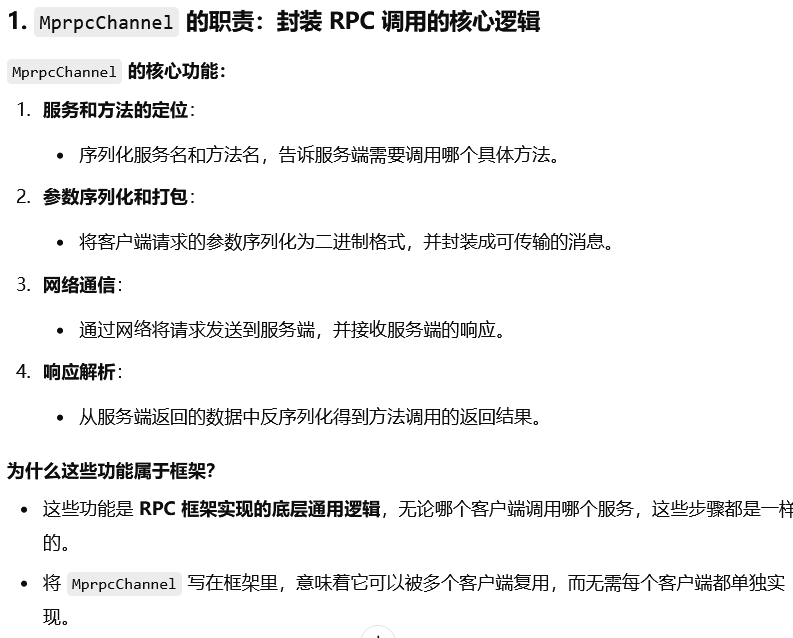 1. MprpcChannel 的职责：封装 RPC 调用的核心逻辑
MprpcChannel 的核心功能：
1. 服务和方法的定位：
• 序列化服务名和方法名，告诉服务端需要调用哪个具体方法。
2. 参数序列化和打包：
• 将客户端请求的参数序列化为二进制格式，并封装成可传输的消息。
3. 网络通信：
• 通过网络将请求发送到服务端，并接收服务端的响应。
4. 响应解析：
• 从服务端返回的数据中反序列化得到方法调用的返回结果。
为什么这些功能属于框架？
• 这些功能是 RPC 框架实现的底层通用逻辑，无论哪个客户端调用哪个服务，这些步骤都是一样
的。
• 将 MprpcChannel 写在框架里，意味着它可以被多个客户端复用，而无需每个客户端都单独实
现。